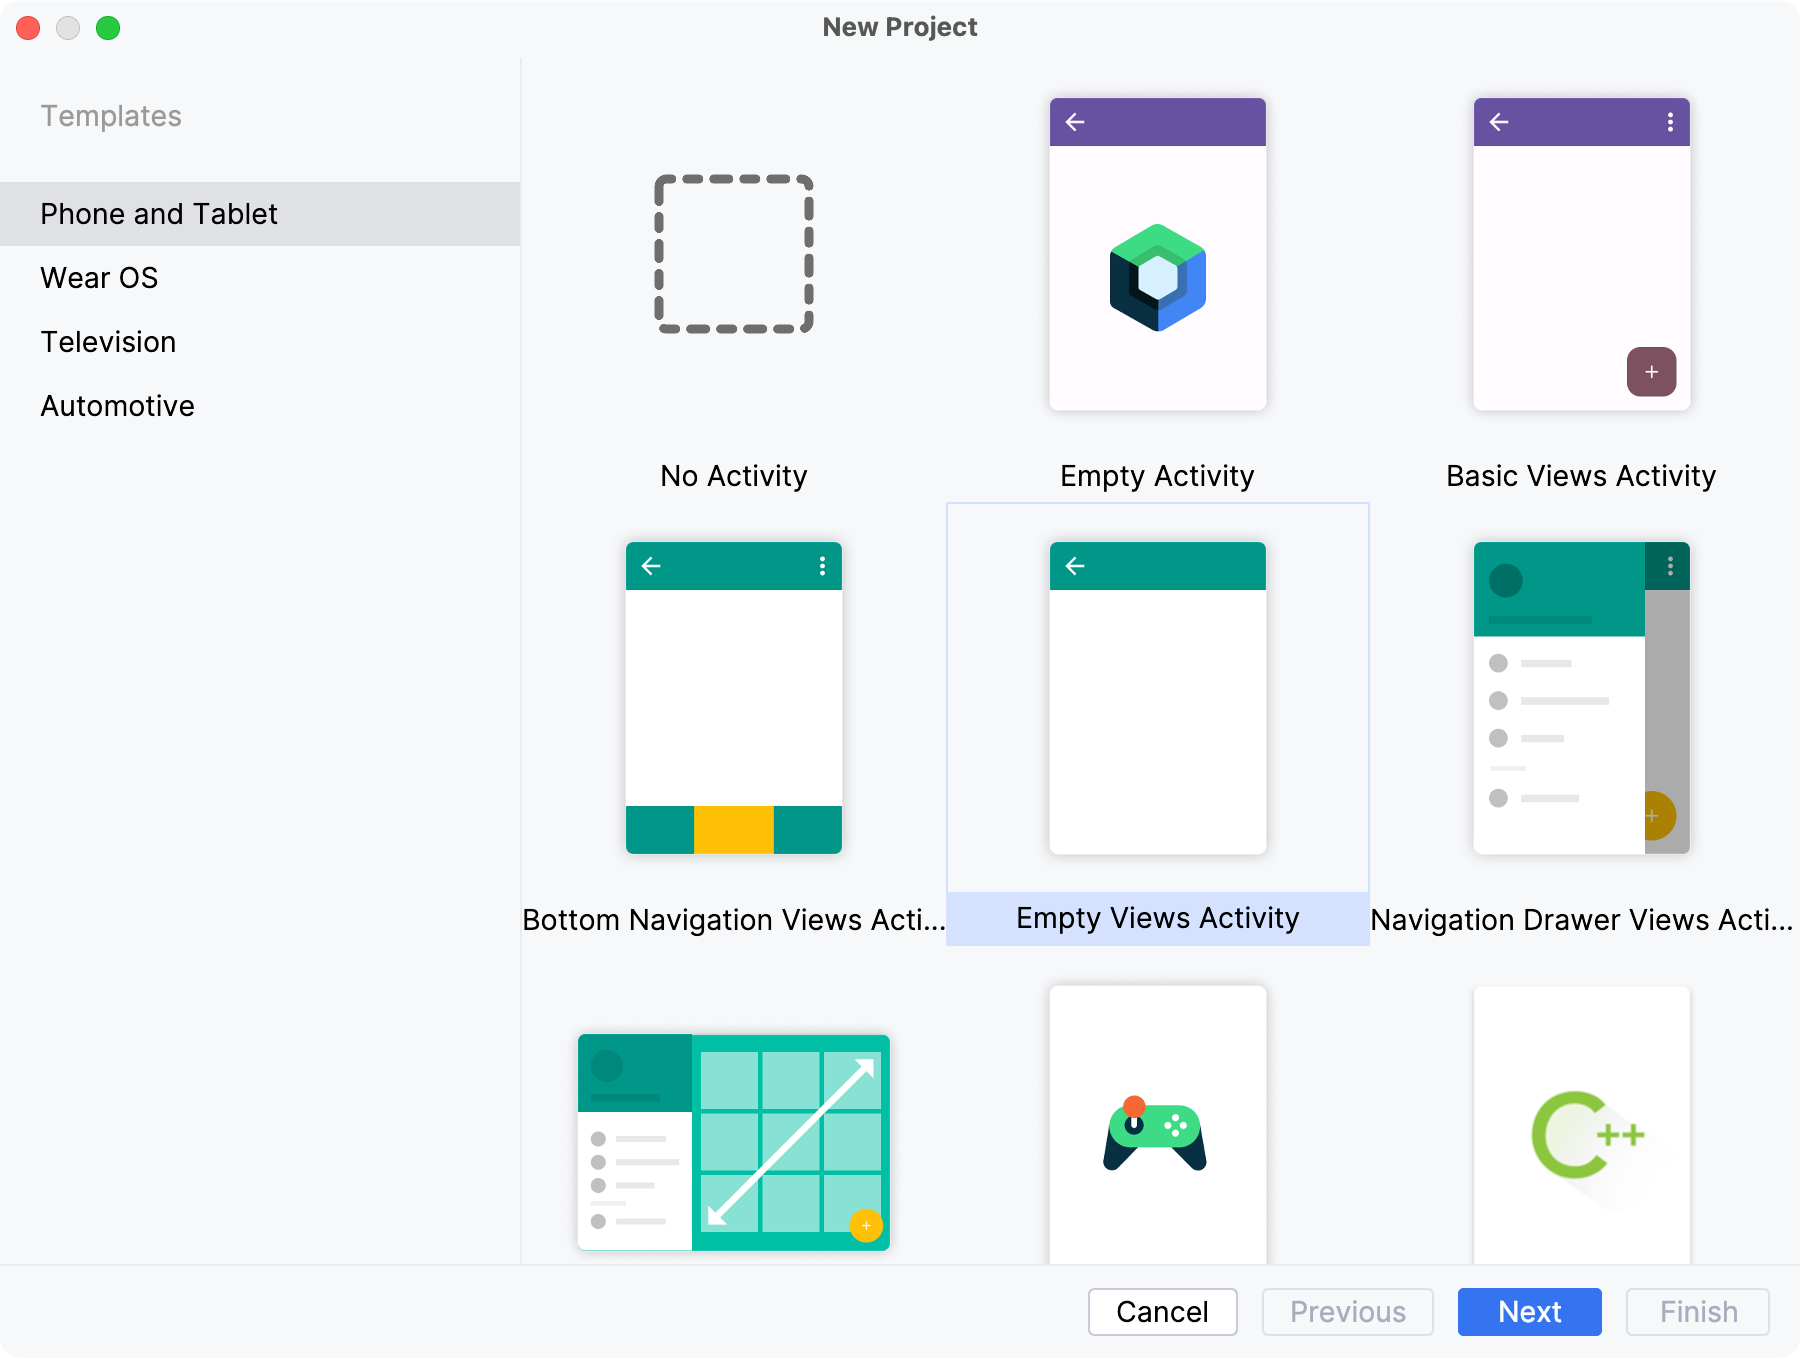 New Project
Templates
Phone and Tablet
Wear OS
Television
Automotive
No Activity
Empty Activity
Basic Views Activity
Bottom Navigation Views Acti...
Empty Views Activity
Navigation Drawer Views Acti...
C++
Cancel
Previous
Next
Finish